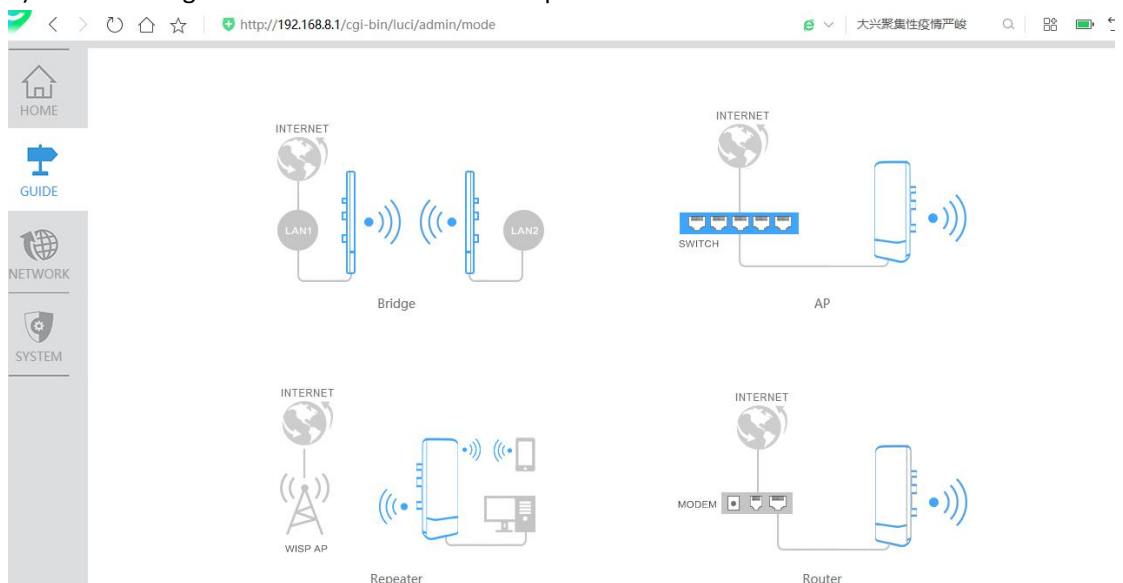 http://192.168.8.1/cgi-bin/luci/admin/mode
大兴聚集性疫情严峻
HOME
GUIDE
NETWORK
SYSTEM
INTERNET
LAN1
LAN2
Bridge
INTERNET
SWITCH
AP
INTERNET
WISP AP
Repeater
INTERNET
MODEM
Router